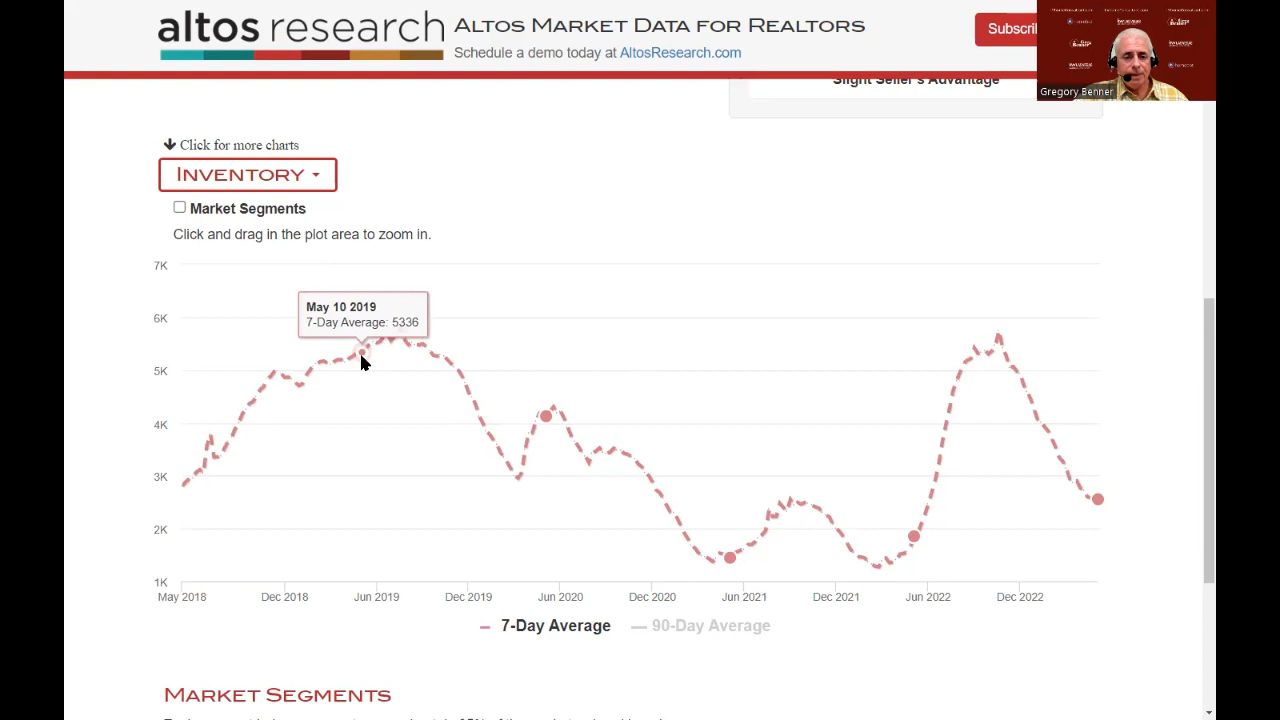 altos research
Altos Market Data for Realtors
Schedule a demo today at AltosResearch.com
Subscri
Slight Seller's Advantage
Gregory Benner
Click for more charts
Inventory
Market Segments
Click and drag in the plot area to zoom in.
7K
6K
5K
4K
3K
2K
1K
May 10 2019
7-Day Average: 5336
May 2018
Dec 2018
Jun 2019
Dec 2019
Jun 2020
Dec 2020
Jun 2021
Dec 2021
Jun 2022
Dec 2022
7-Day Average
90-Day Average
Market Segments